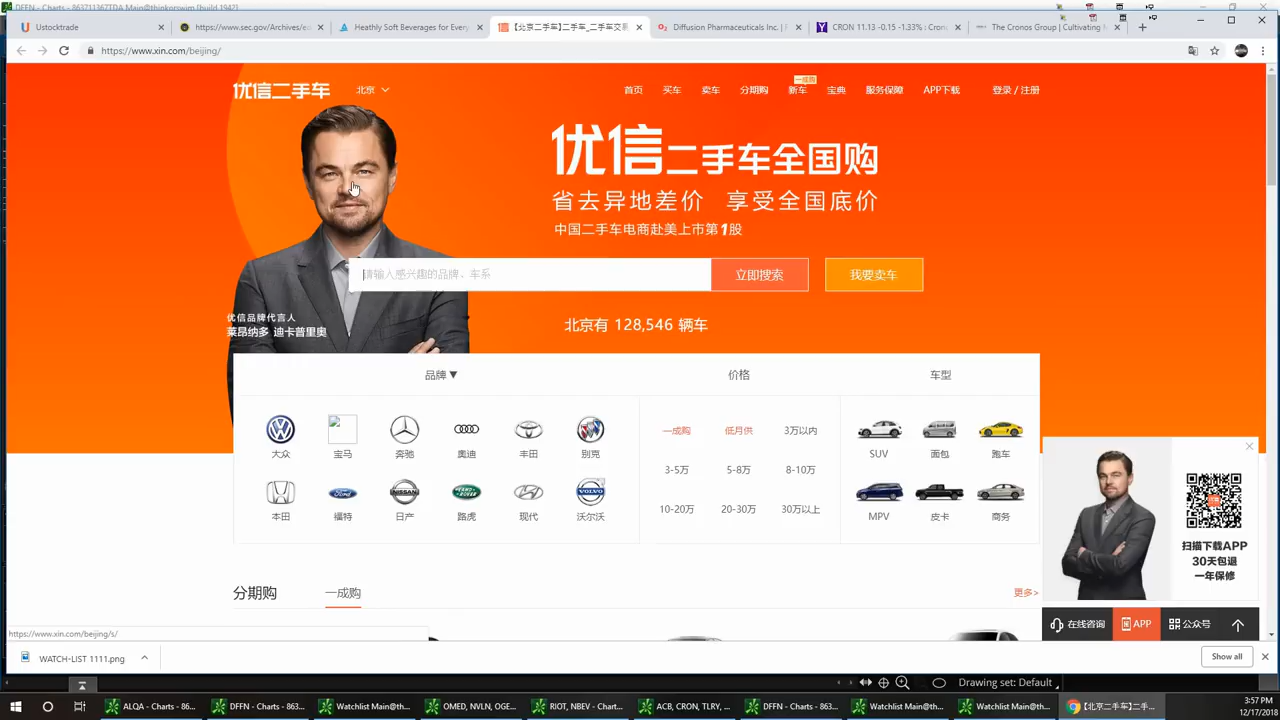 DFFN - Charts - 863711367TDA Main@thinkorswim [build 1942]
Ustocktrade
https://www.sec.gov/Archives/e
Heathly Soft Beverages for Every
【北京二手车】二手车_二手车交易
Diffusion Pharmaceuticals Inc. |
CRON 11.13 -0.15 -1.33% : Cron
The Cronos Group | Cultivating
https://www.xin.com/beijing/
优信二手车
北京
首页
买车
卖车
分期购
一成购
新车
宝典
服务保障
APP下载
登录 / 注册
优信二手车全国购
省去异地差价 享受全国底价
中国二手车电商赴美上市第1股
请输入感兴趣的品牌、车系
立即搜索
我要卖车
优信品牌代言人
莱昂纳多 迪卡普里奥
北京有 128,546 辆车
品牌▼
价格
车型
大众
宝马
奔驰
奥迪
丰田
别克
本田
福特
日产
路虎
现代
沃尔沃
一成购
低月供
3万以内
3-5万
5-8万
8-10万
10-20万
20-30万
30万以上
SUV
面包
跑车
MPV
皮卡
商务
扫描下载APP
30天包退
一年保修
分期购
一成购
更多>
在线咨询
APP
公众号
https://www.xin.com/beijing/s/
WATCH-LIST 1111.png
Show all
Drawing set: Default
ALQA - Charts - 86...
DFFN - Charts - 863...
Watchlist Main@th...
OMED, NVLN, OGE...
RIOT, NBEV - Charts...
ACB, CRON, TLRY, ...
DFFN - Charts - 863...
Watchlist Main@th...
Watchlist Main@th...
【北京二手车】二手...
3:57 PM
12/17/2018